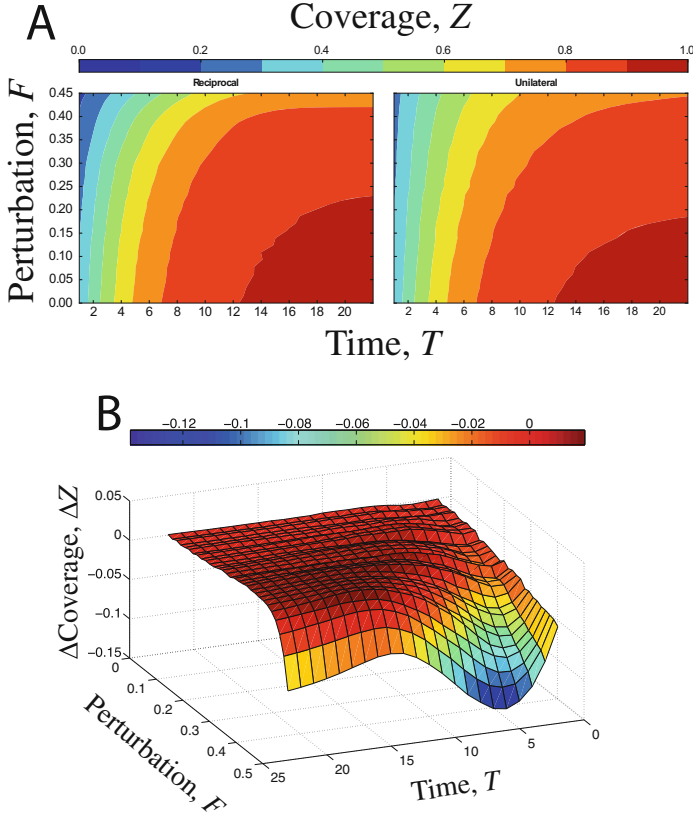 A
Coverage, Z
0.0 0.2 0.4 0.6 0.8 1.0
Reciprocal Unilateral
Perturbation, F
0.45
0.40
0.35
0.30
0.25
0.20
0.15
0.10
0.05
0.00
2 4 6 8 10 12 14 16 18 20 2 4 6 8 10 12 14 16 18 20 22
Time, T
B
−0.12 −0.1 −0.08 −0.06 −0.04 −0.02 0
ΔCoverage, ΔZ
0.05
0
−0.05
−0.1
−0.15
0
0.1
0.2
0.3
0.4
0.5
Perturbation, F
25 20 15 10 5 0
Time, T